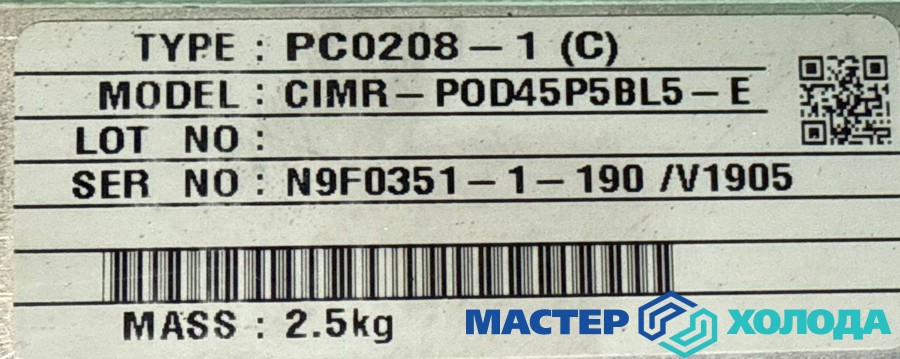 TYPE : PC0208-1 (C)
MODEL : CIMR-P0D45P5BL5-E
LOT NO :
SER NO : N9F0351-1-190 /V1905
MASS : 2.5kg
МАСТЕР ХОЛОДА